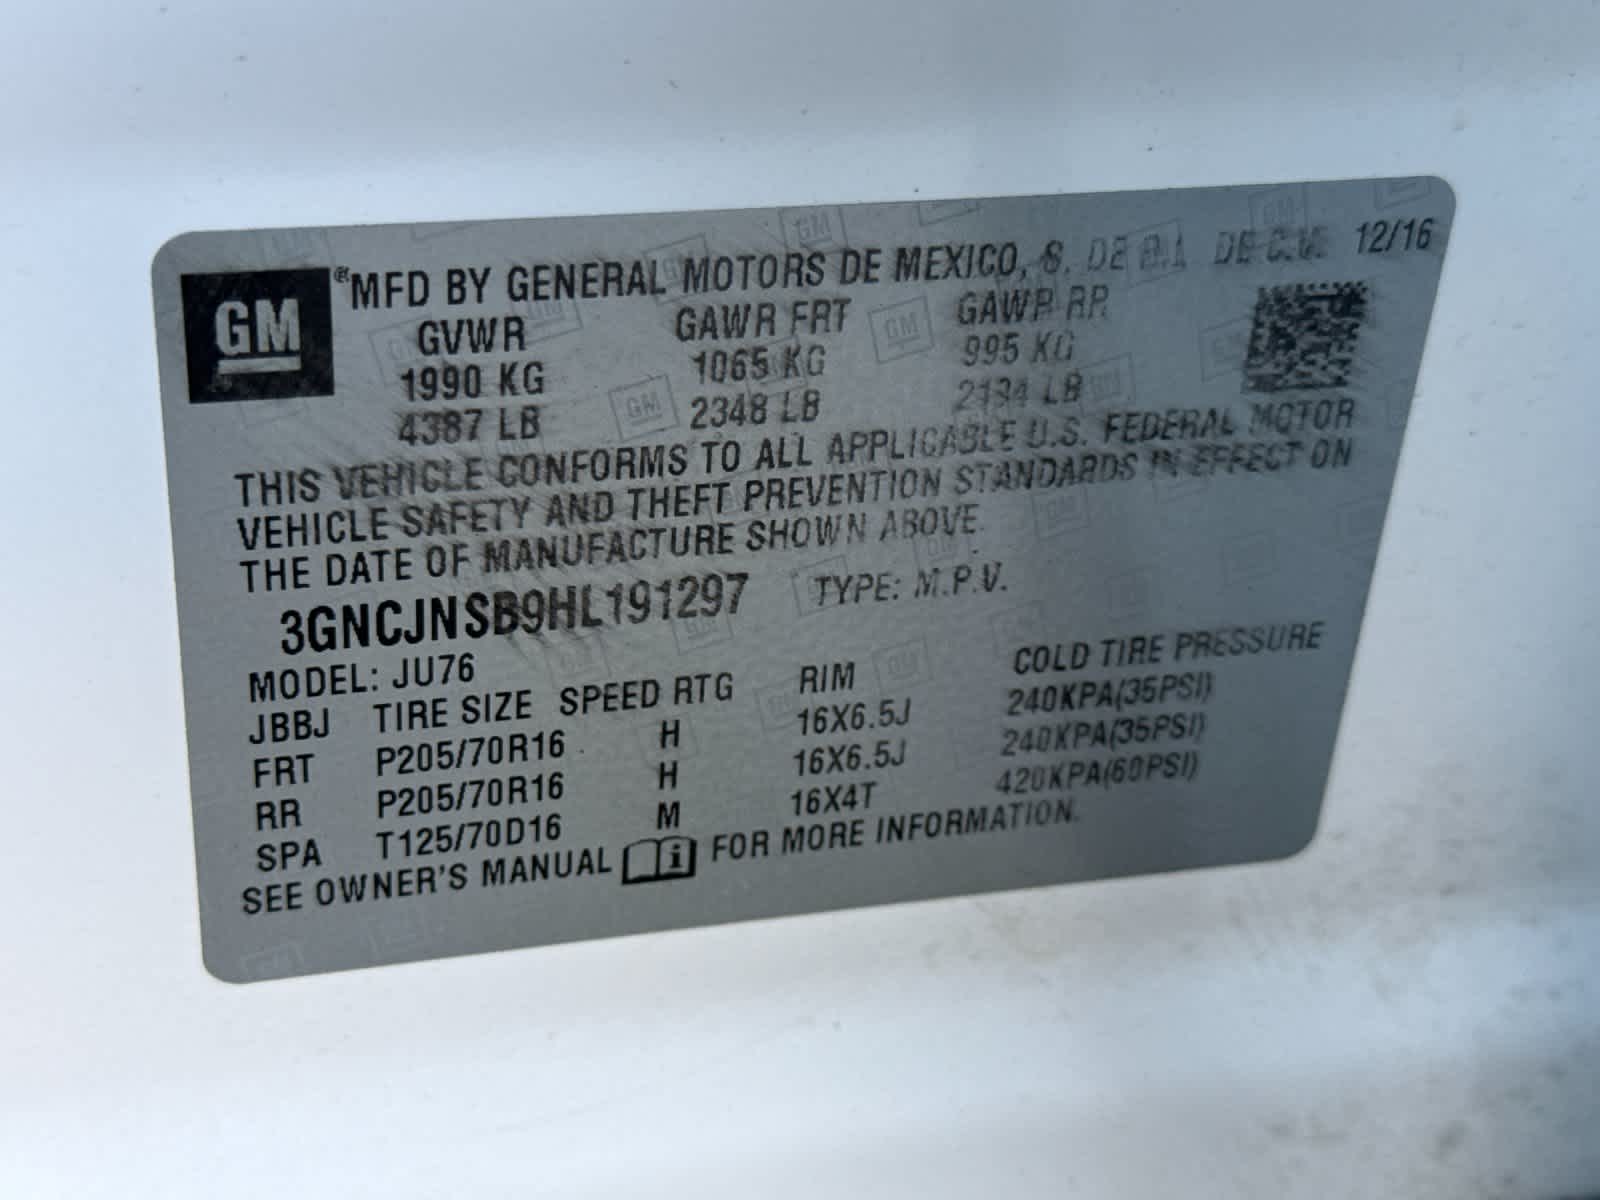 GM
® MFD BY GENERAL MOTORS DE MEXICO, S. DE R.L. DE C.V. 12/16
GVWR GAWR FRT GAWR RR
1990 KG 1065 KG 995 KG
4387 LB 2348 LB 2194 LB
THIS VEHICLE CONFORMS TO ALL APPLICABLE U.S. FEDERAL MOTOR
VEHICLE SAFETY AND THEFT PREVENTION STANDARDS IN EFFECT ON
THE DATE OF MANUFACTURE SHOWN ABOVE.
3GNCJNSB9HL191297 TYPE: M.P.V.
MODEL: JU76
JBBJ TIRE SIZE SPEED RTG RIM COLD TIRE PRESSURE
FRT P205/70R16 H 16X6.5J 240KPA(35PSI)
RR P205/70R16 H 16X6.5J 240KPA(35PSI)
SPA T125/70D16 M 16X4T 420KPA(60PSI)
SEE OWNER'S MANUAL i FOR MORE INFORMATION.